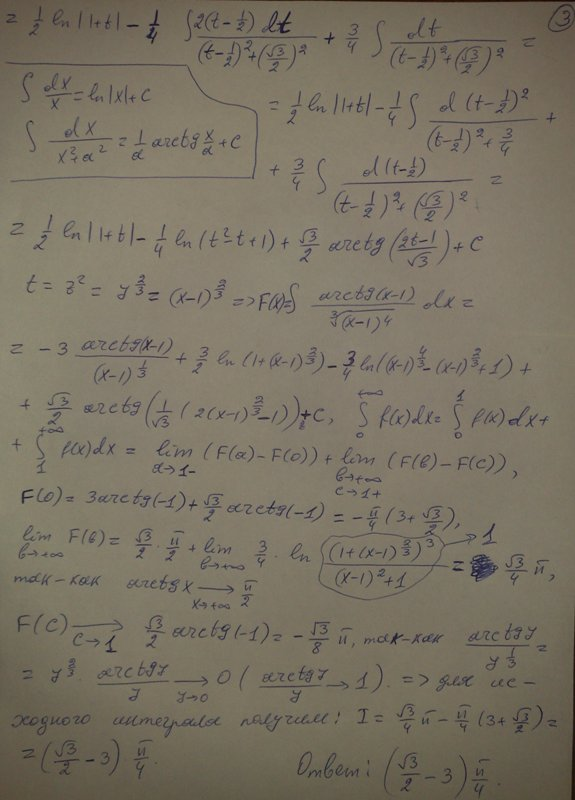 ③
= 1/2 ln|1+t| - 1/4 ∫ 2(t-1/2)dt / ((t-1/2)²+(√3/2)²) + 3/4 ∫ dt / ((t-1/2)²+(√3/2)²) =
∫ dx/x = ln|x|+C
∫ dx/(x²+a²) = 1/a arctg x/a + C
= 1/2 ln|1+t| - 1/4 ∫ d(t-1/2)² / ((t-1/2)²+3/4) +
+ 3/4 ∫ d(t-1/2) / ((t-1/2)²+(√3/2)²) =
= 1/2 ln|1+t| - 1/4 ln(t²-t+1) + √3/2 arctg((2t-1)/√3) + C
t = z² = y^(2/3) = (x-1)^(2/3) => F(x)=∫ arctg(x-1) / ∛(x-1)⁴ dx =
= -3 arctg(x-1)/(x-1)^(1/3) + 3/2 ln(1+(x-1)^(2/3)) - 3/4 ln((x-1)^(4/3)-(x-1)^(2/3)+1) +
+ √3/2 arctg(1/√3 (2(x-1)^(2/3)-1)) + C, ∫₀^(+∞) f(x)dx = ∫₀¹ f(x)dx +
+ ∫₁^(+∞) f(x)dx = lim_(a→1-) (F(a)-F(0)) + lim_(b→+∞, c→1+) (F(b)-F(c)),
F(0) = 3arctg(-1)+√3/2 arctg(-1) = -π/4 (3+√3/2),
lim_(b→+∞) F(b) = √3/2 · π/2 + lim_(b→+∞) 3/4 · ln (1+(x-1)^(2/3))³ / ((x-1)²+1) → 1 = √3/4 π,
так-как arctg x →_(x→+∞) π/2
F(c) →_(c→1) √3/2 arctg(-1) = -√3/8 π, так-как arctg y / y^(1/3) =
= y^(2/3) · arctg y / y →_(y→0) 0 (arctg y / y → 1). => для ис-
ходного интеграла получим: I = √3/4 π - π/4 (3+√3/2) =
= (√3/2 - 3) · π/4. Ответ: (√3/2 - 3) π/4.